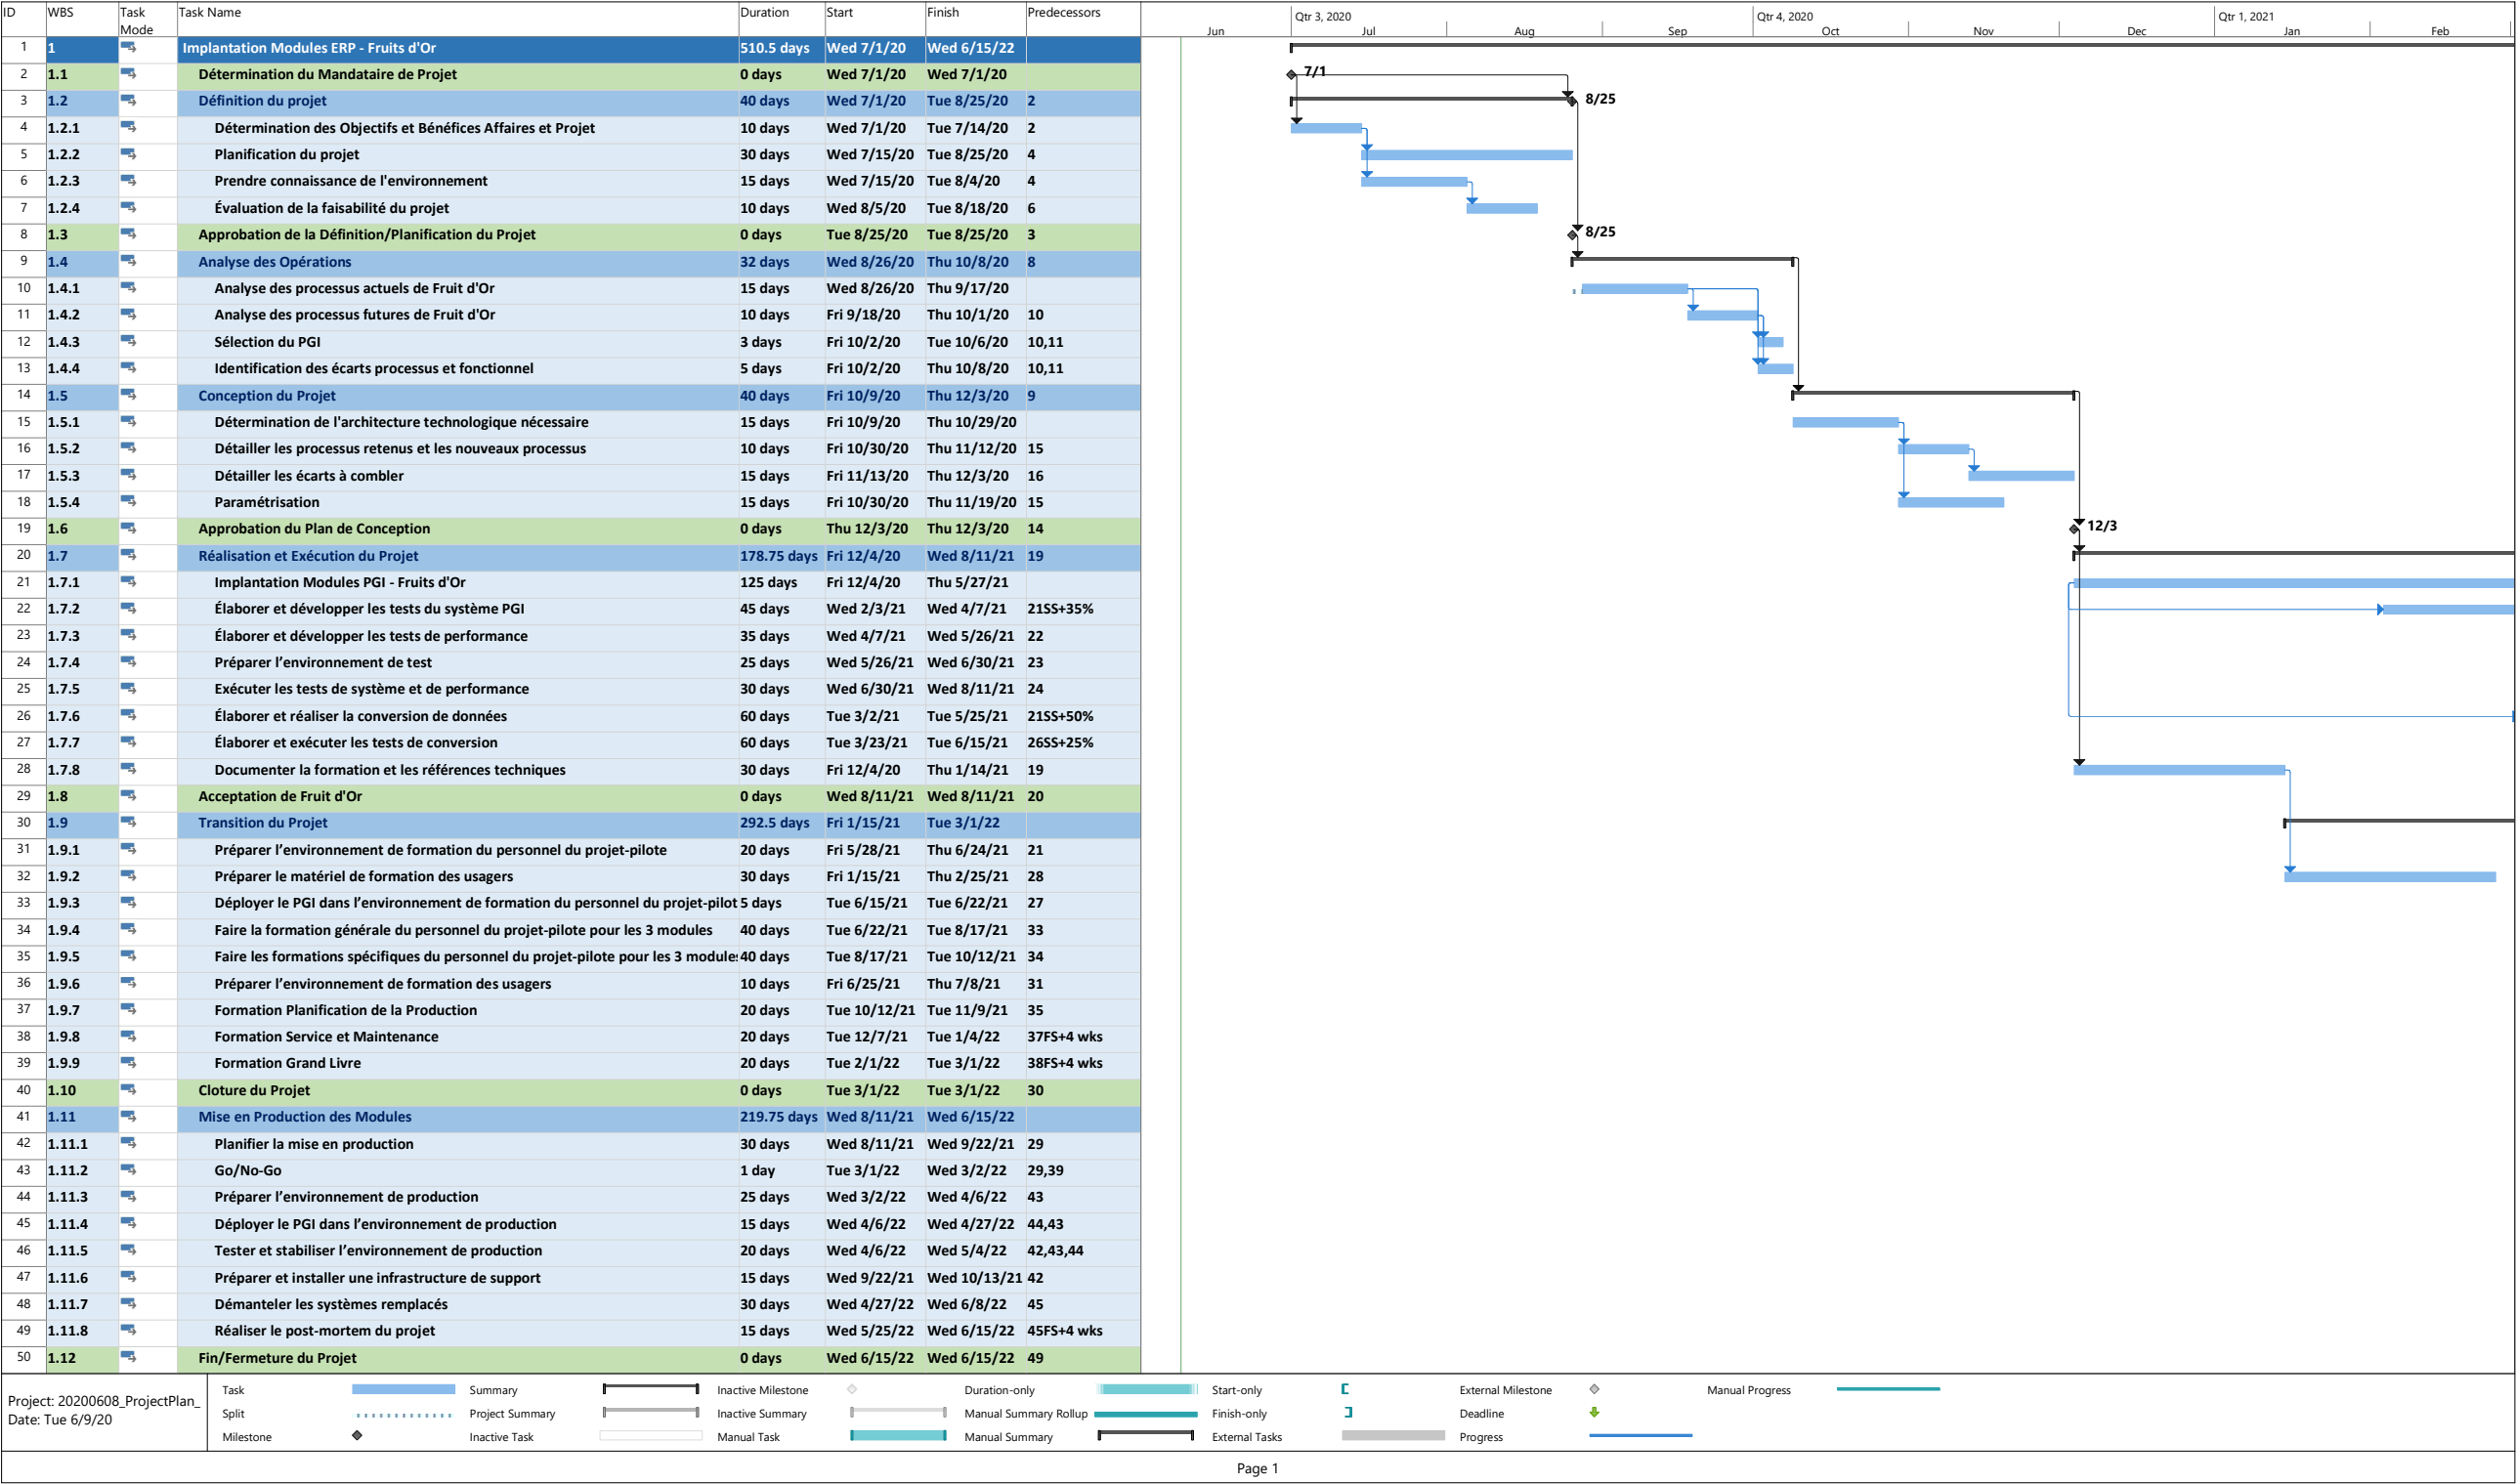 ID WBS Task Mode Task Name Duration Start Finish Predecessors
Qtr 3, 2020 Qtr 4, 2020 Qtr 1, 2021
Jun Jul Aug Sep Oct Nov Dec Jan Feb
1 1 Implantation Modules ERP - Fruits d'Or 510.5 days Wed 7/1/20 Wed 6/15/22
2 1.1 Détermination du Mandataire de Projet 0 days Wed 7/1/20 Wed 7/1/20 7/1
3 1.2 Définition du projet 40 days Wed 7/1/20 Tue 8/25/20 2 8/25
4 1.2.1 Détermination des Objectifs et Bénéfices Affaires et Projet 10 days Wed 7/1/20 Tue 7/14/20 2
5 1.2.2 Planification du projet 30 days Wed 7/15/20 Tue 8/25/20 4
6 1.2.3 Prendre connaissance de l'environnement 15 days Wed 7/15/20 Tue 8/4/20 4
7 1.2.4 Évaluation de la faisabilité du projet 10 days Wed 8/5/20 Tue 8/18/20 6
8 1.3 Approbation de la Définition/Planification du Projet 0 days Tue 8/25/20 Tue 8/25/20 3 8/25
9 1.4 Analyse des Opérations 32 days Wed 8/26/20 Thu 10/8/20 8
10 1.4.1 Analyse des processus actuels de Fruit d'Or 15 days Wed 8/26/20 Thu 9/17/20
11 1.4.2 Analyse des processus futures de Fruit d'Or 10 days Fri 9/18/20 Thu 10/1/20 10
12 1.4.3 Sélection du PGI 3 days Fri 10/2/20 Tue 10/6/20 10,11
13 1.4.4 Identification des écarts processus et fonctionnel 5 days Fri 10/2/20 Thu 10/8/20 10,11
14 1.5 Conception du Projet 40 days Fri 10/9/20 Thu 12/3/20 9
15 1.5.1 Détermination de l'architecture technologique nécessaire 15 days Fri 10/9/20 Thu 10/29/20
16 1.5.2 Détailler les processus retenus et les nouveaux processus 10 days Fri 10/30/20 Thu 11/12/20 15
17 1.5.3 Détailler les écarts à combler 15 days Fri 11/13/20 Thu 12/3/20 16
18 1.5.4 Paramétrisation 15 days Fri 10/30/20 Thu 11/19/20 15
19 1.6 Approbation du Plan de Conception 0 days Thu 12/3/20 Thu 12/3/20 14 12/3
20 1.7 Réalisation et Exécution du Projet 178.75 days Fri 12/4/20 Wed 8/11/21 19
21 1.7.1 Implantation Modules PGI - Fruits d'Or 125 days Fri 12/4/20 Thu 5/27/21
22 1.7.2 Élaborer et développer les tests du système PGI 45 days Wed 2/3/21 Wed 4/7/21 21SS+35%
23 1.7.3 Élaborer et développer les tests de performance 35 days Wed 4/7/21 Wed 5/26/21 22
24 1.7.4 Préparer l’environnement de test 25 days Wed 5/26/21 Wed 6/30/21 23
25 1.7.5 Exécuter les tests de système et de performance 30 days Wed 6/30/21 Wed 8/11/21 24
26 1.7.6 Élaborer et réaliser la conversion de données 60 days Tue 3/2/21 Tue 5/25/21 21SS+50%
27 1.7.7 Élaborer et exécuter les tests de conversion 60 days Tue 3/23/21 Tue 6/15/21 26SS+25%
28 1.7.8 Documenter la formation et les références techniques 30 days Fri 12/4/20 Thu 1/14/21 19
29 1.8 Acceptation de Fruit d'Or 0 days Wed 8/11/21 Wed 8/11/21 20
30 1.9 Transition du Projet 292.5 days Fri 1/15/21 Tue 3/1/22
31 1.9.1 Préparer l’environnement de formation du personnel du projet-pilote 20 days Fri 5/28/21 Thu 6/24/21 21
32 1.9.2 Préparer le matériel de formation des usagers 30 days Fri 1/15/21 Thu 2/25/21 28
33 1.9.3 Déployer le PGI dans l’environnement de formation du personnel du projet-pilot 5 days Tue 6/15/21 Tue 6/22/21 27
34 1.9.4 Faire la formation générale du personnel du projet-pilote pour les 3 modules 40 days Tue 6/22/21 Tue 8/17/21 33
35 1.9.5 Faire les formations spécifiques du personnel du projet-pilote pour les 3 modules 40 days Tue 8/17/21 Tue 10/12/21 34
36 1.9.6 Préparer l’environnement de formation des usagers 10 days Fri 6/25/21 Thu 7/8/21 31
37 1.9.7 Formation Planification de la Production 20 days Tue 10/12/21 Tue 11/9/21 35
38 1.9.8 Formation Service et Maintenance 20 days Tue 12/7/21 Tue 1/4/22 37FS+4 wks
39 1.9.9 Formation Grand Livre 20 days Tue 2/1/22 Tue 3/1/22 38FS+4 wks
40 1.10 Cloture du Projet 0 days Tue 3/1/22 Tue 3/1/22 30
41 1.11 Mise en Production des Modules 219.75 days Wed 8/11/21 Wed 6/15/22
42 1.11.1 Planifier la mise en production 30 days Wed 8/11/21 Wed 9/22/21 29
43 1.11.2 Go/No-Go 1 day Tue 3/1/22 Wed 3/2/22 29,39
44 1.11.3 Préparer l’environnement de production 25 days Wed 3/2/22 Wed 4/6/22 43
45 1.11.4 Déployer le PGI dans l’environnement de production 15 days Wed 4/6/22 Wed 4/27/22 44,43
46 1.11.5 Tester et stabiliser l’environnement de production 20 days Wed 4/6/22 Wed 5/4/22 42,43,44
47 1.11.6 Préparer et installer une infrastructure de support 15 days Wed 9/22/21 Wed 10/13/21 42
48 1.11.7 Démanteler les systèmes remplacés 30 days Wed 4/27/22 Wed 6/8/22 45
49 1.11.8 Réaliser le post-mortem du projet 15 days Wed 5/25/22 Wed 6/15/22 45FS+4 wks
50 1.12 Fin/Fermeture du Projet 0 days Wed 6/15/22 Wed 6/15/22 49
Project: 20200608_ProjectPlan_
Date: Tue 6/9/20
Task Summary Inactive Milestone Duration-only Start-only External Milestone Manual Progress
Split Project Summary Inactive Summary Manual Summary Rollup Finish-only Deadline
Milestone Inactive Task Manual Task Manual Summary External Tasks Progress
Page 1